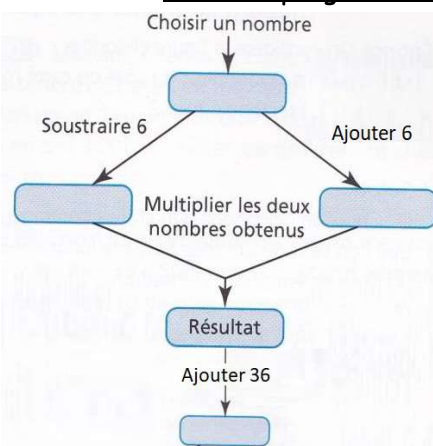 Choisir un nombre
Soustraire 6
Ajouter 6
Multiplier les deux
nombres obtenus
Résultat
Ajouter 36